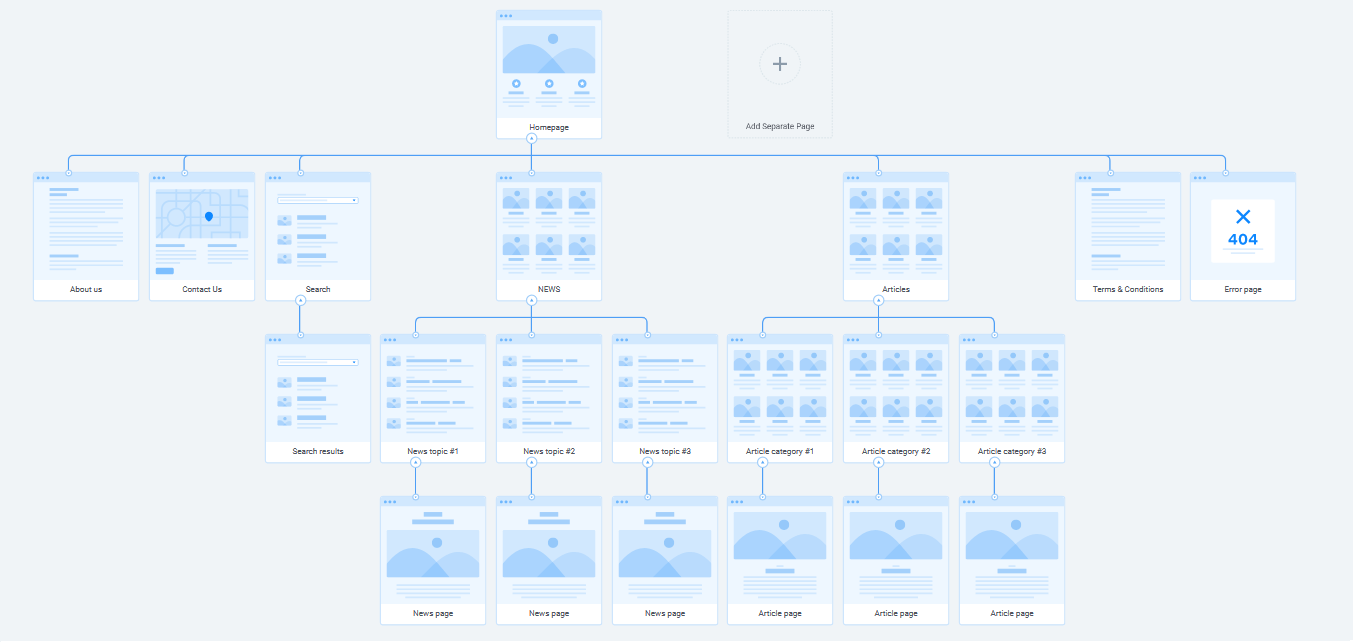 Homepage
Add Separate Page
404
About us
Contact Us
Search
NEWS
Articles
Terms & Conditions
Error page
Search results
News topic #1
News topic #2
News topic #3
Article category #1
Article category #2
Article category #3
News page
News page
News page
Article page
Article page
Article page